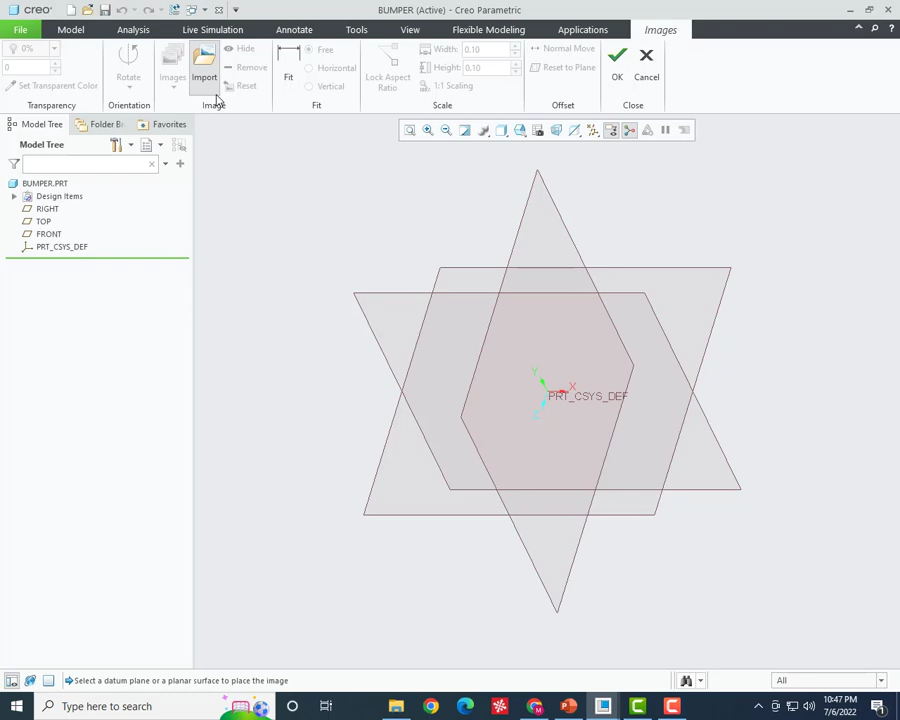 creo BUMPER (Active) - Creo Parametric
File Model Analysis Live Simulation Annotate Tools View Flexible Modeling Applications Images
0% Hide Free Width: 0.10 Normal Move
0 Rotate Images Import Remove Fit Horizontal Lock Aspect Ratio Height: 0.10 Reset to Plane OK Cancel
Set Transparent Color Reset Vertical 1:1 Scaling
Transparency Orientation Image Fit Scale Offset Close
Model Tree Folder Br Favorites
Model Tree
BUMPER.PRT
Design Items
RIGHT
TOP
FRONT
PRT_CSYS_DEF
Y
X
PRT_CSYS_DEF
Z
Select a datum plane or a planar surface to place the image All
Type here to search
10:47 PM
7/6/2022
1